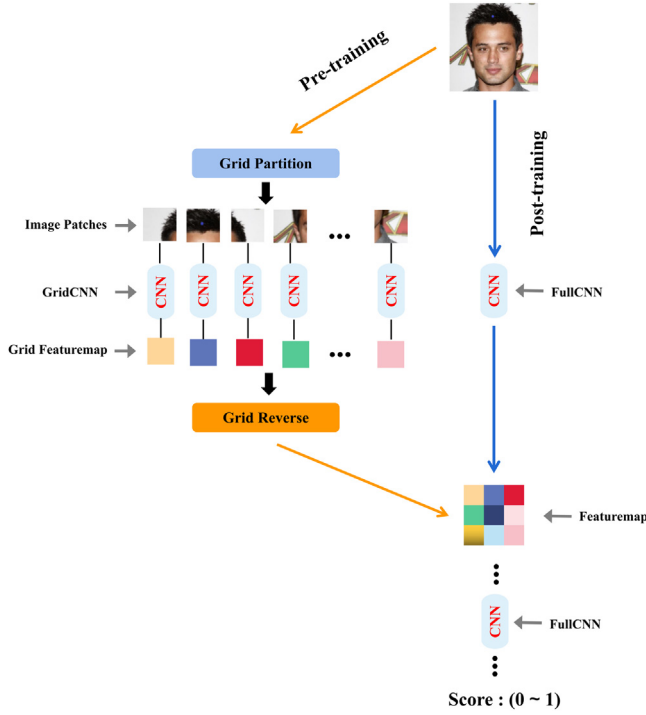 Pre-training
Grid Partition
Post-training
Image Patches
GridCNN
CNN
CNN
CNN
CNN
CNN
CNN
FullCNN
Grid Featuremap
Grid Reverse
Featuremap
CNN
FullCNN
Score : (0 ~ 1)